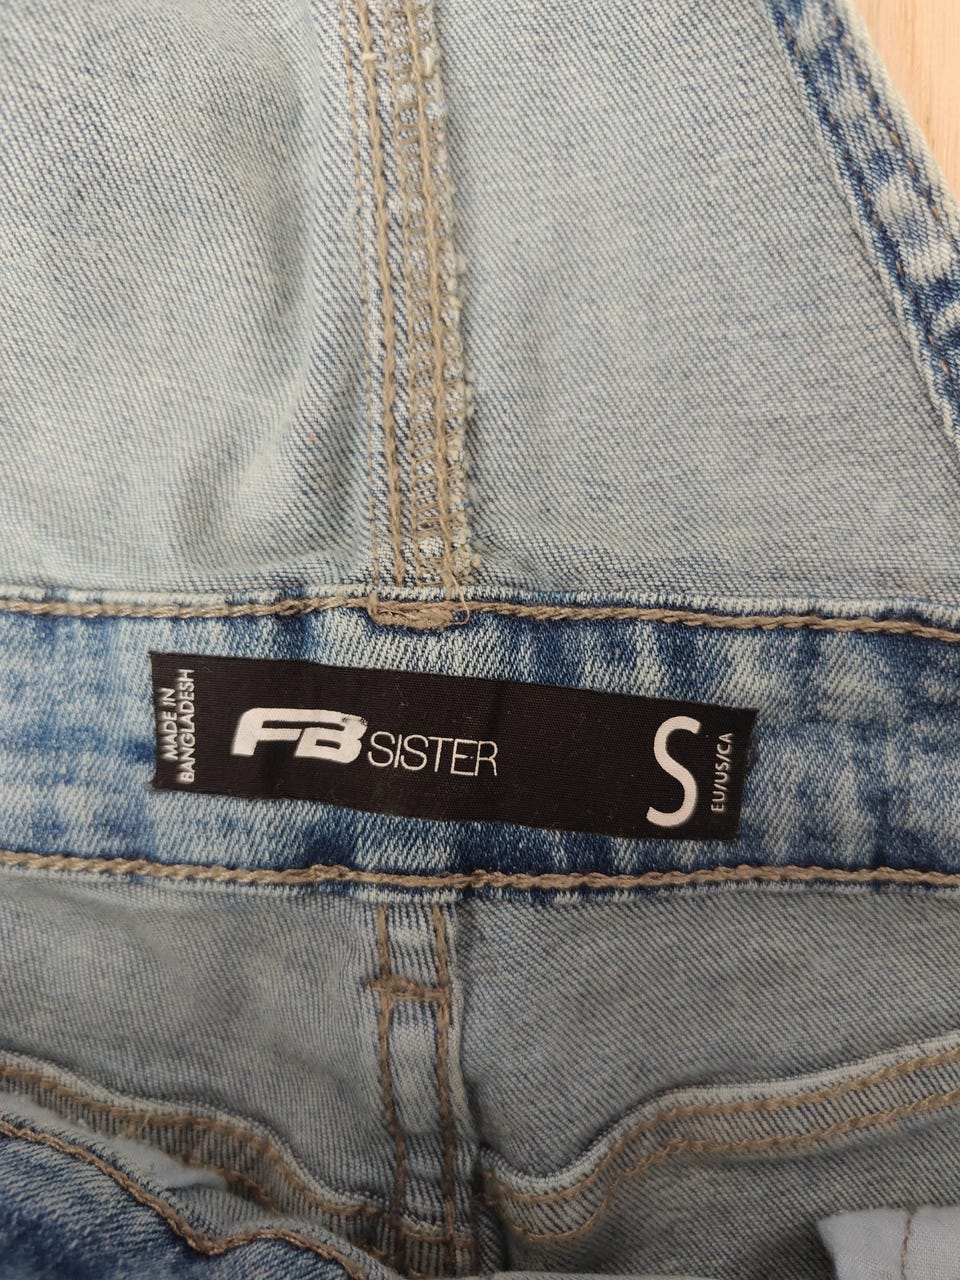 MADE IN
BANGLADESH
FB SISTER
S
EU/US/CA